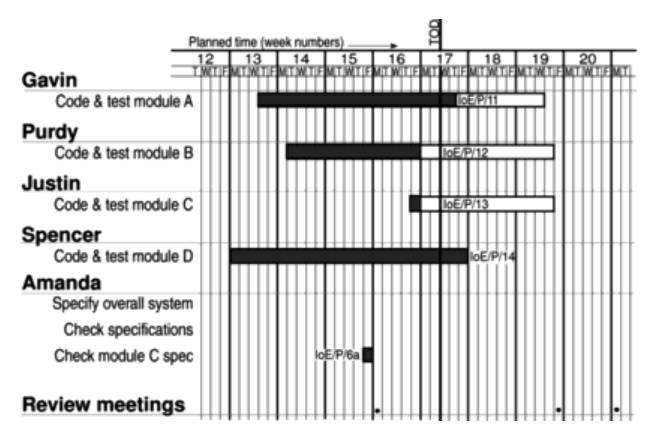 TOD
Planned time (week numbers)
12 13 14 15 16 17 18 19 20
T W T F M T W T F M T W T F M T W T F M T W T F M T W T F M T W T F M T W T F M T W T F M T
Gavin
Code & test module A IoE/P/11
Purdy
Code & test module B IoE/P/12
Justin
Code & test module C IoE/P/13
Spencer
Code & test module D IoE/P/14
Amanda
Specify overall system
Check specifications
Check module C spec IoE/P/6a
Review meetings